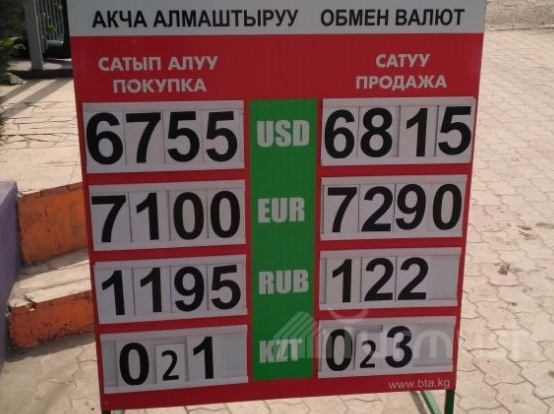 АКЧА АЛМАШТЫРУУ ОБМЕН ВАЛЮТ
САТЫП АЛУУ САТУУ
ПОКУПКА ПРОДАЖА
6755 USD 6815
7100 EUR 7290
1195 RUB 122
021 KZT 023
www.bta.kg